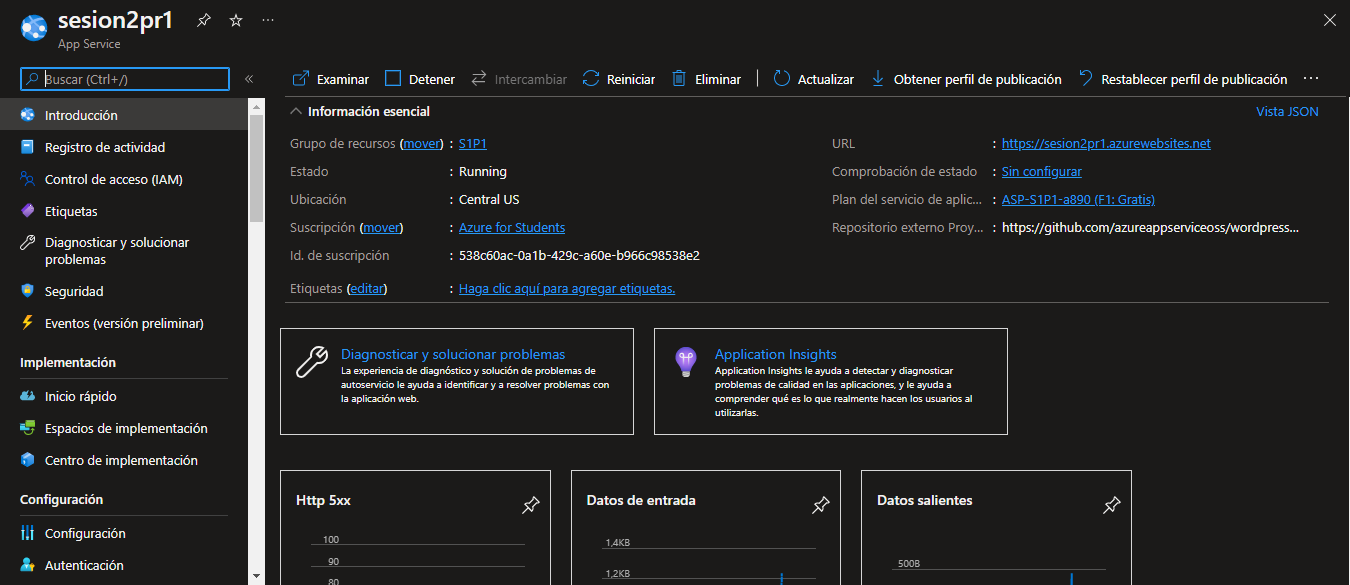 sesion2pr1
App Service
Buscar (Ctrl+/)
Examinar Detener Intercambiar Reiniciar Eliminar Actualizar Obtener perfil de publicación Restablecer perfil de publicación
Introducción
Registro de actividad
Control de acceso (IAM)
Etiquetas
Diagnosticar y solucionar
problemas
Seguridad
Eventos (versión preliminar)
Implementación
Inicio rápido
Espacios de implementación
Centro de implementación
Configuración
Configuración
Autenticación
Información esencial
Vista JSON
Grupo de recursos (mover) : S1P1
Estado : Running
Ubicación : Central US
Suscripción (mover) : Azure for Students
Id. de suscripción : 538c60ac-0a1b-429c-a60e-b966c98538e2
Etiquetas (editar) : Haga clic aquí para agregar etiquetas.
URL : https://sesion2pr1.azurewebsites.net
Comprobación de estado : Sin configurar
Plan del servicio de aplic... : ASP-S1P1-a890 (F1: Gratis)
Repositorio externo Proy... : https://github.com/azureappserviceoss/wordpress...
Diagnosticar y solucionar problemas
La experiencia de diagnóstico y solución de problemas de
autoservicio le ayuda a identificar y a resolver problemas con
la aplicación web.
Application Insights
Application Insights le ayuda a detectar y diagnosticar
problemas de calidad en las aplicaciones, y le ayuda a
comprender qué es lo que realmente hacen los usuarios al
utilizarlas.
Http 5xx
100
90
80
Datos de entrada
1,4KB
1,2KB
Datos salientes
500B